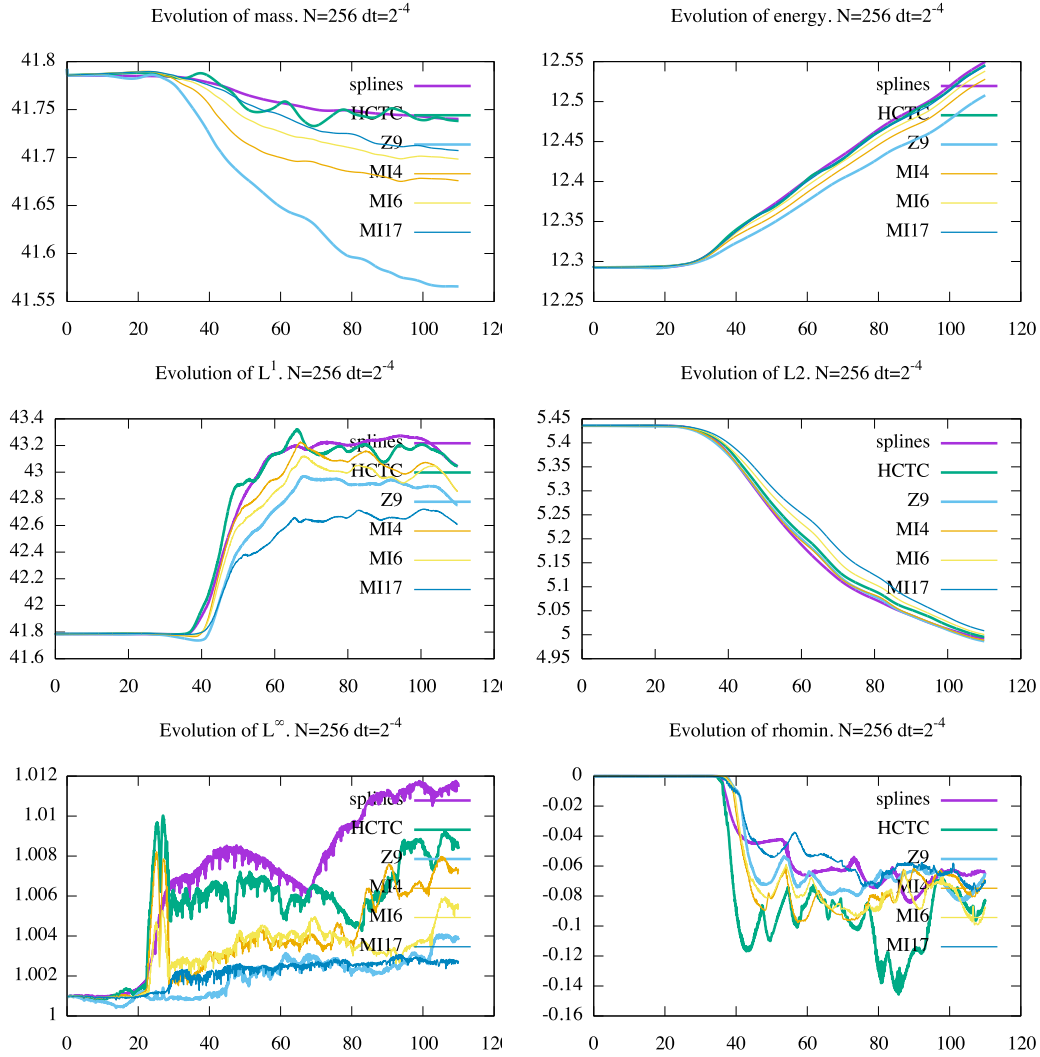 Evolution of mass. N=256 dt=2^-4
41.8
41.75
41.7
41.65
41.6
41.55
0 20 40 60 80 100 120
splines
HCTC
Z9
MI4
MI6
MI17
Evolution of energy. N=256 dt=2^-4
12.55
12.5
12.45
12.4
12.35
12.3
12.25
0 20 40 60 80 100 120
splines
HCTC
Z9
MI4
MI6
MI17
Evolution of L^1. N=256 dt=2^-4
43.4
43.2
43
42.8
42.6
42.4
42.2
42
41.8
41.6
0 20 40 60 80 100 120
splines
HCTC
Z9
MI4
MI6
MI17
Evolution of L2. N=256 dt=2^-4
5.45
5.4
5.35
5.3
5.25
5.2
5.15
5.1
5.05
5
4.95
0 20 40 60 80 100 120
splines
HCTC
Z9
MI4
MI6
MI17
Evolution of L^∞. N=256 dt=2^-4
1.012
1.01
1.008
1.006
1.004
1.002
1
0 20 40 60 80 100 120
splines
HCTC
Z9
MI4
MI6
MI17
Evolution of rhomin. N=256 dt=2^-4
0
-0.02
-0.04
-0.06
-0.08
-0.1
-0.12
-0.14
-0.16
0 20 40 60 80 100 120
splines
HCTC
Z9
MI4
MI6
MI17